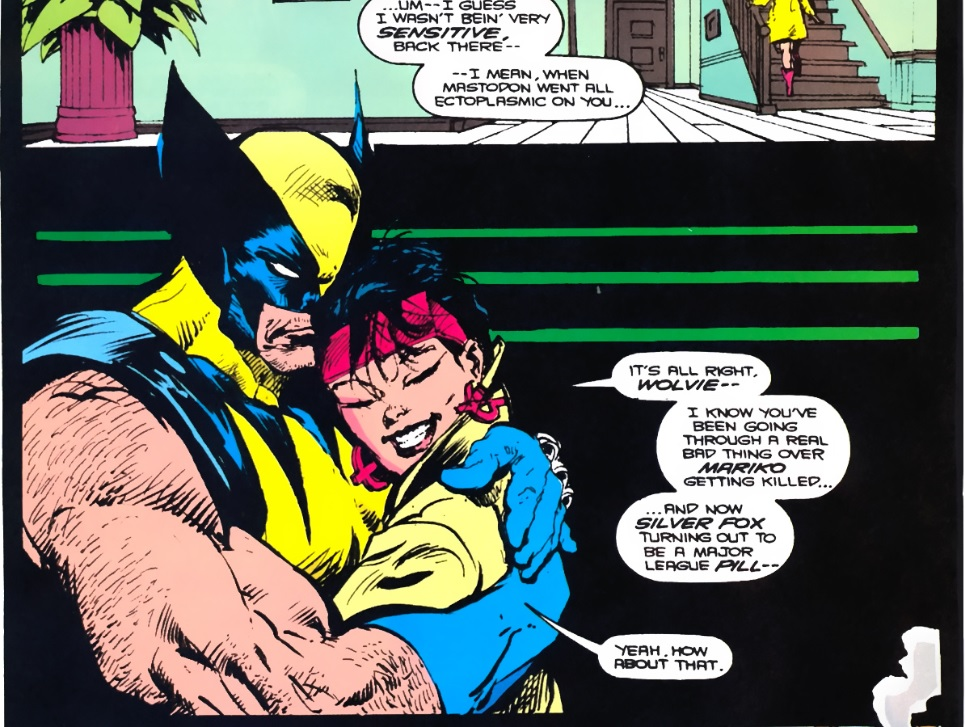 ...UM--I GUESS
I WASN'T BEIN' VERY
SENSITIVE,
BACK THERE--
--I MEAN, WHEN
MASTODON WENT ALL
ECTOPLASMIC ON YOU...
IT'S ALL RIGHT,
WOLVIE--
I KNOW YOU'VE
BEEN GOING
THROUGH A REAL
BAD THING OVER
MARIKO
GETTING KILLED...
...AND NOW
SILVER FOX
TURNING OUT TO
BE A MAJOR
LEAGUE PILL--
YEAH. HOW
ABOUT THAT.